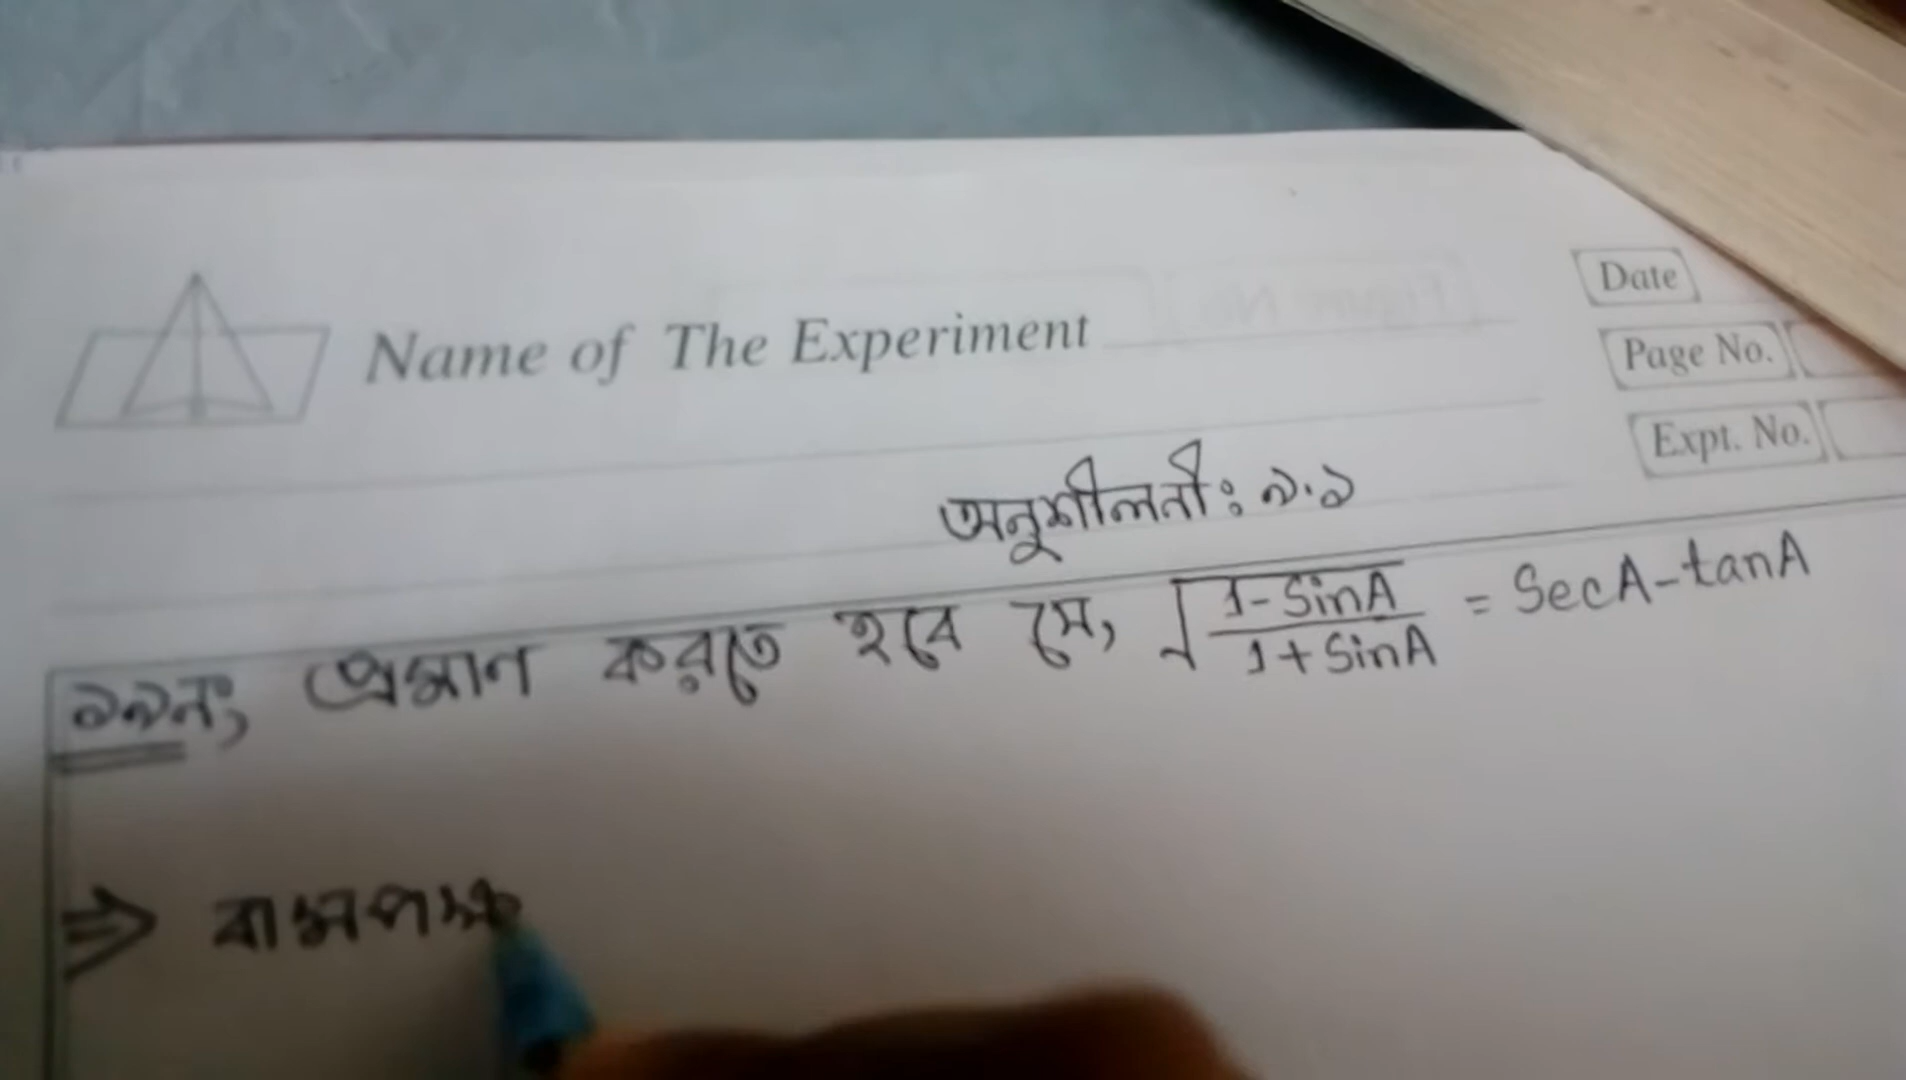 Date
Name of The Experiment
Page No.
Expt. No.
অনুশীলনী: ৯.১
১৯নং, প্রমান করতে হবে যে, √(1-SinA)/(1+SinA) = SecA-tanA
⇒ বামপক্ষ